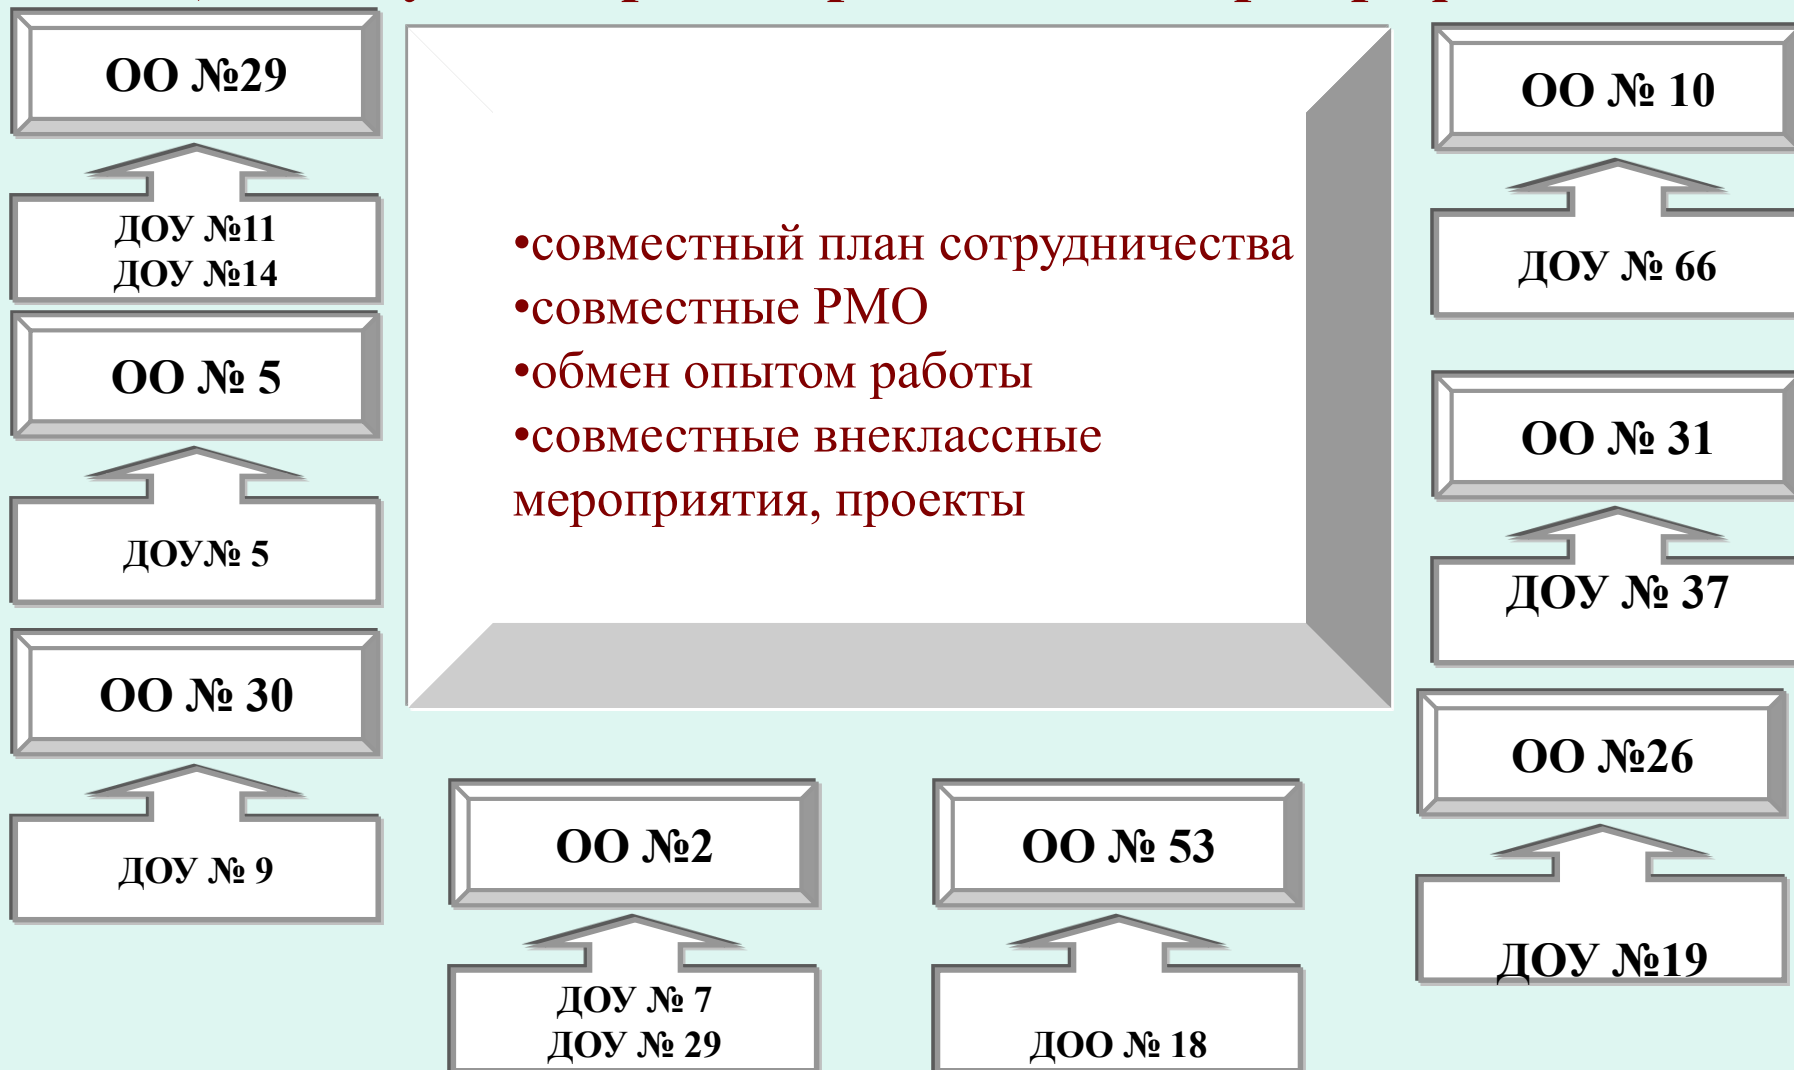 ОО №29
ДОУ №11
ДОУ №14
ОО № 5
ДОУ№ 5
ОО № 30
ДОУ № 9
•совместный план сотрудничества
•совместные РМО
•обмен опытом работы
•совместные внеклассные
мероприятия, проекты
ОО №2
ДОУ № 7
ДОУ № 29
ОО № 53
ДОО № 18
ОО № 10
ДОУ № 66
ОО № 31
ДОУ № 37
ОО №26
ДОУ №19